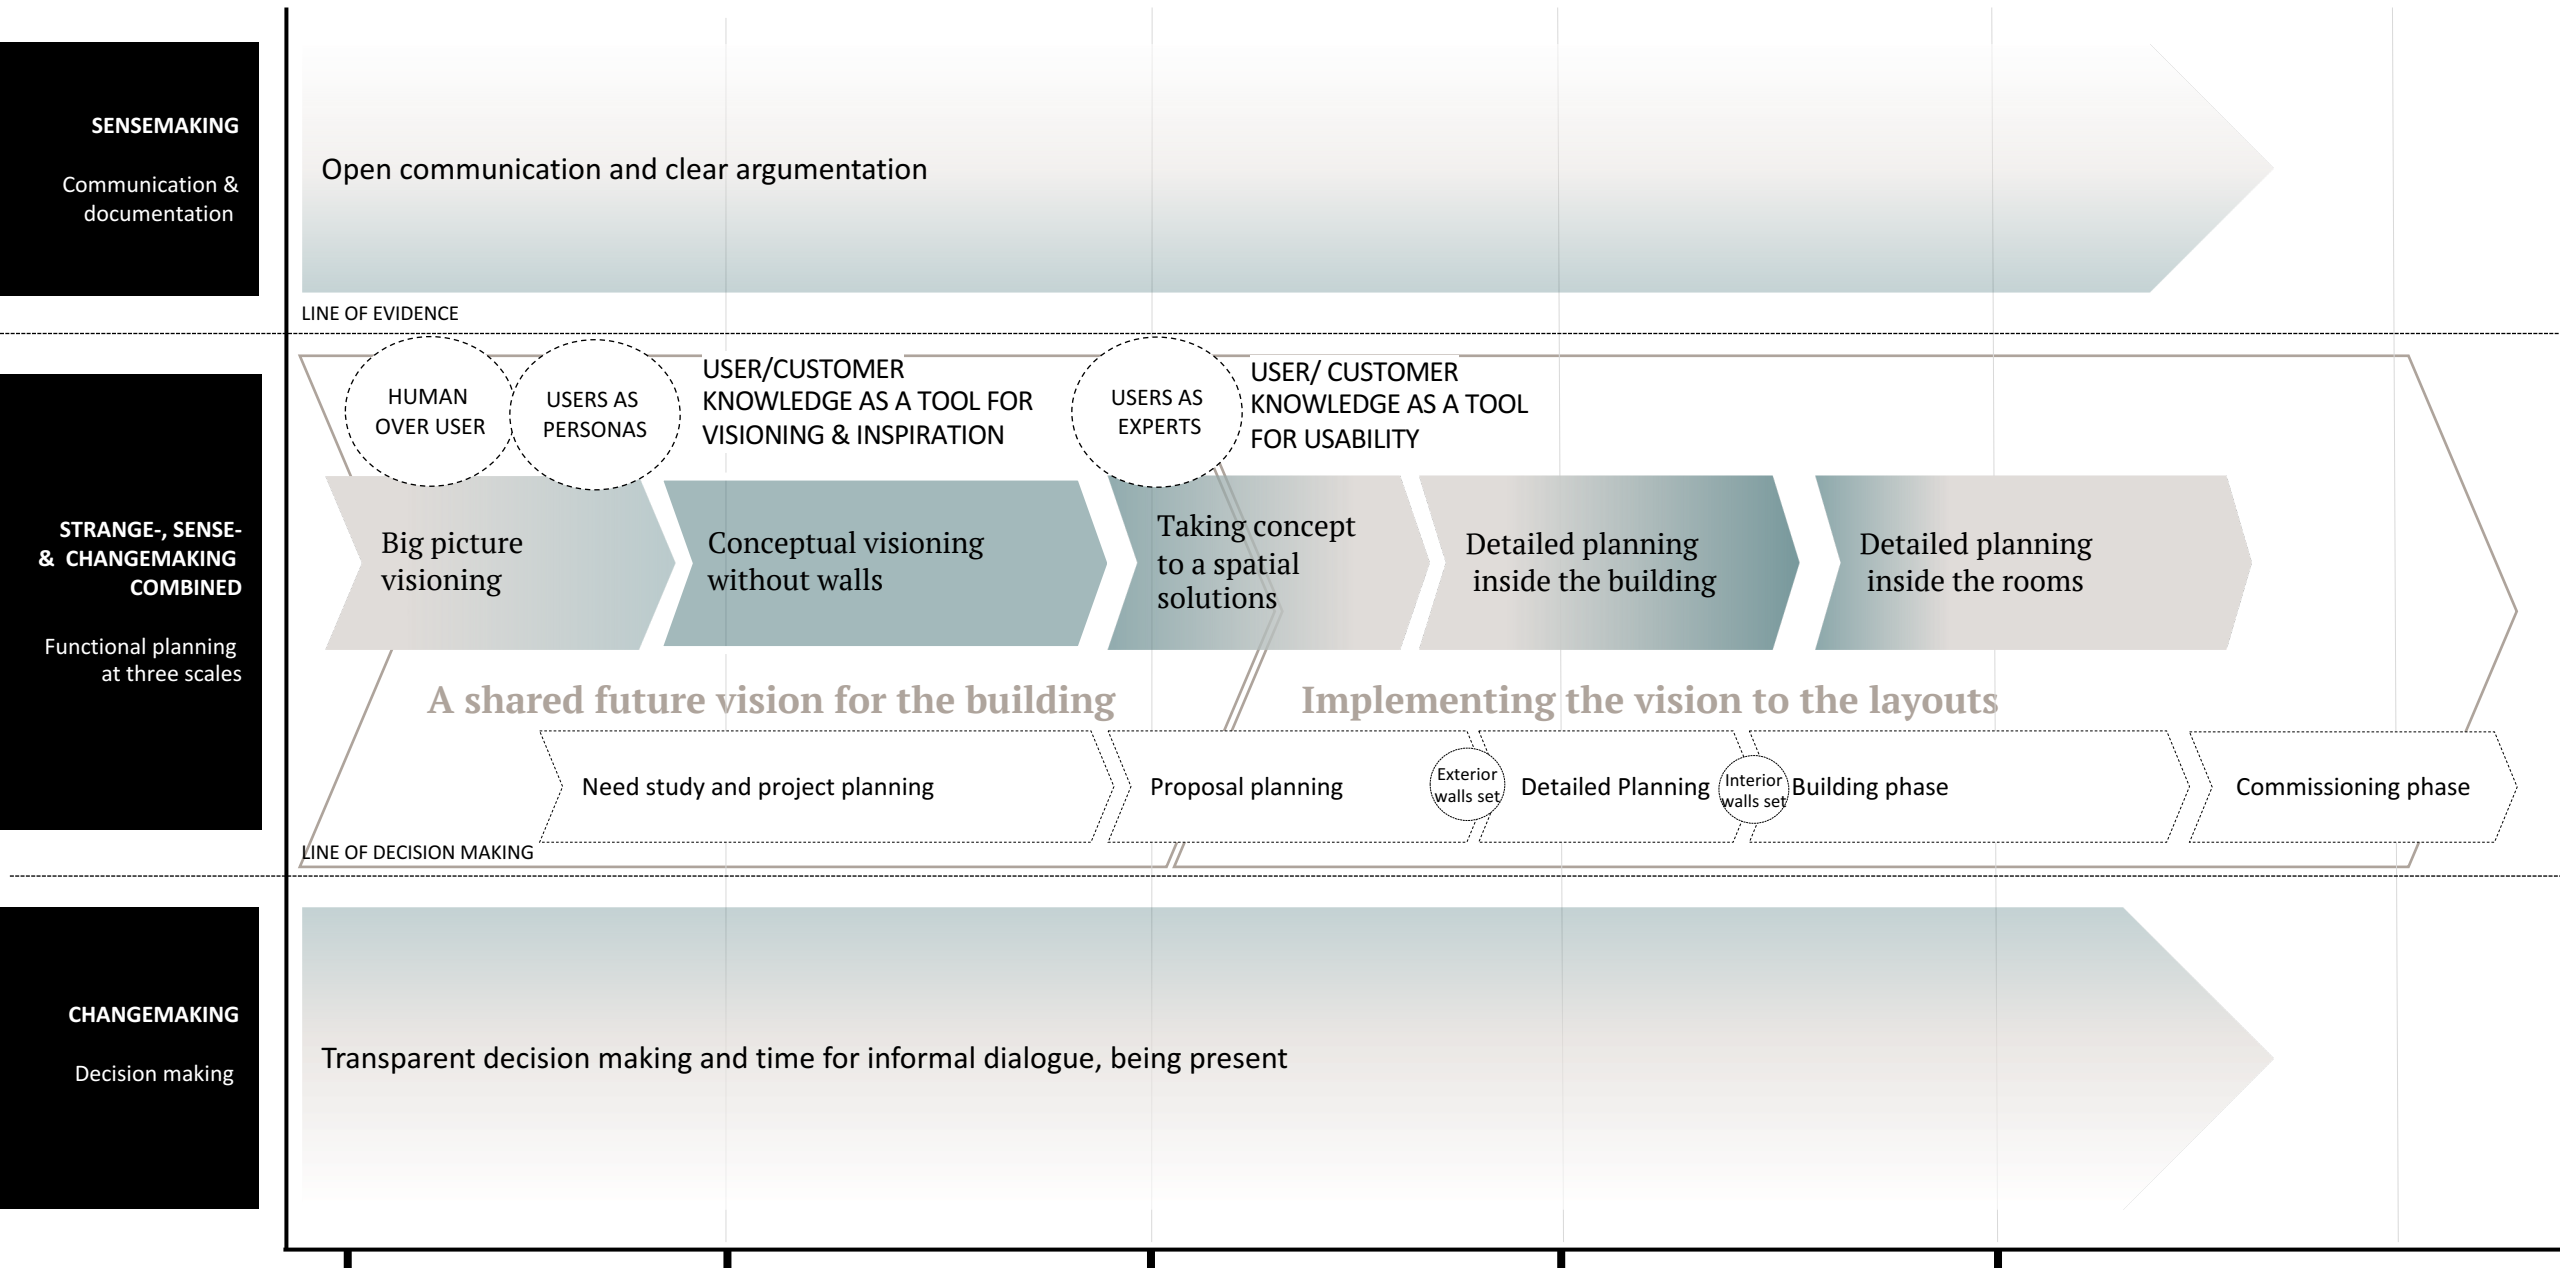 SENSEMAKING
Communication &
documentation
Open communication and clear argumentation
LINE OF EVIDENCE
STRANGE-, SENSE-
& CHANGEMAKING
COMBINED
Functional planning
at three scales
HUMAN
OVER USER
USERS AS
PERSONAS
USER/CUSTOMER
KNOWLEDGE AS A TOOL FOR
VISIONING & INSPIRATION
USERS AS
EXPERTS
USER/ CUSTOMER
KNOWLEDGE AS A TOOL
FOR USABILITY
Big picture
visioning
Conceptual visioning
without walls
Taking concept
to a spatial
solutions
Detailed planning
inside the building
Detailed planning
inside the rooms
A shared future vision for the building
Implementing the vision to the layouts
Need study and project planning
Proposal planning
Exterior
walls set
Detailed Planning
Interior
walls set
Building phase
Commissioning phase
LINE OF DECISION MAKING
CHANGEMAKING
Decision making
Transparent decision making and time for informal dialogue, being present